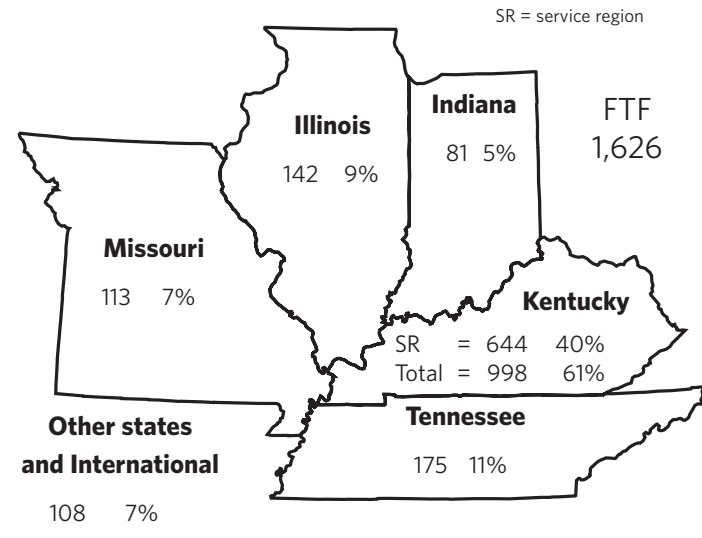 SR = service region
Indiana
81 5%
FTF
1,626
Illinois
142 9%
Missouri
113 7%
Kentucky
SR = 644 40%
Total = 998 61%
Tennessee
175 11%
Other states
and International
108 7%